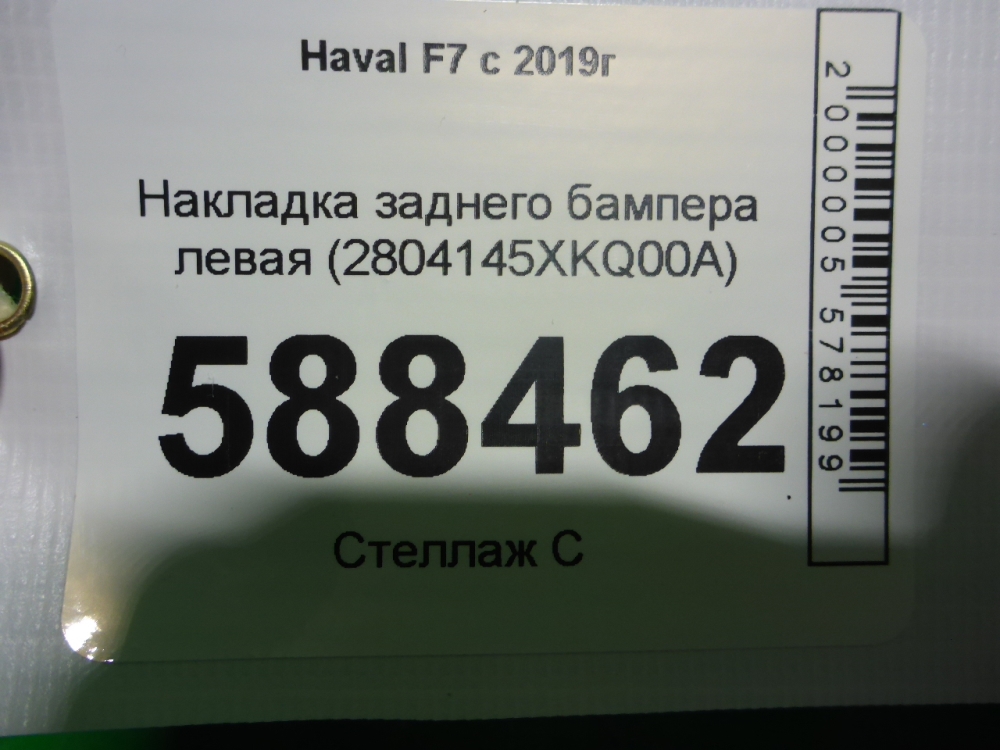 Haval F7 с 2019г
Накладка заднего бампера
левая (2804145XKQ00A)
588462
Стеллаж С
2000005578199